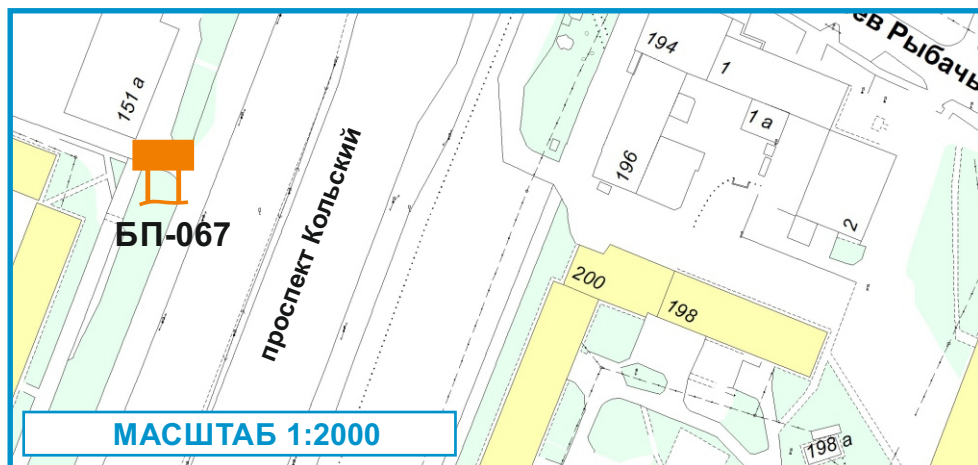 ев Рыбачь
194
1
151 а
1 а
196
2
БП-067
проспект Кольский
200
198
МАСШТАБ 1:2000
198 а